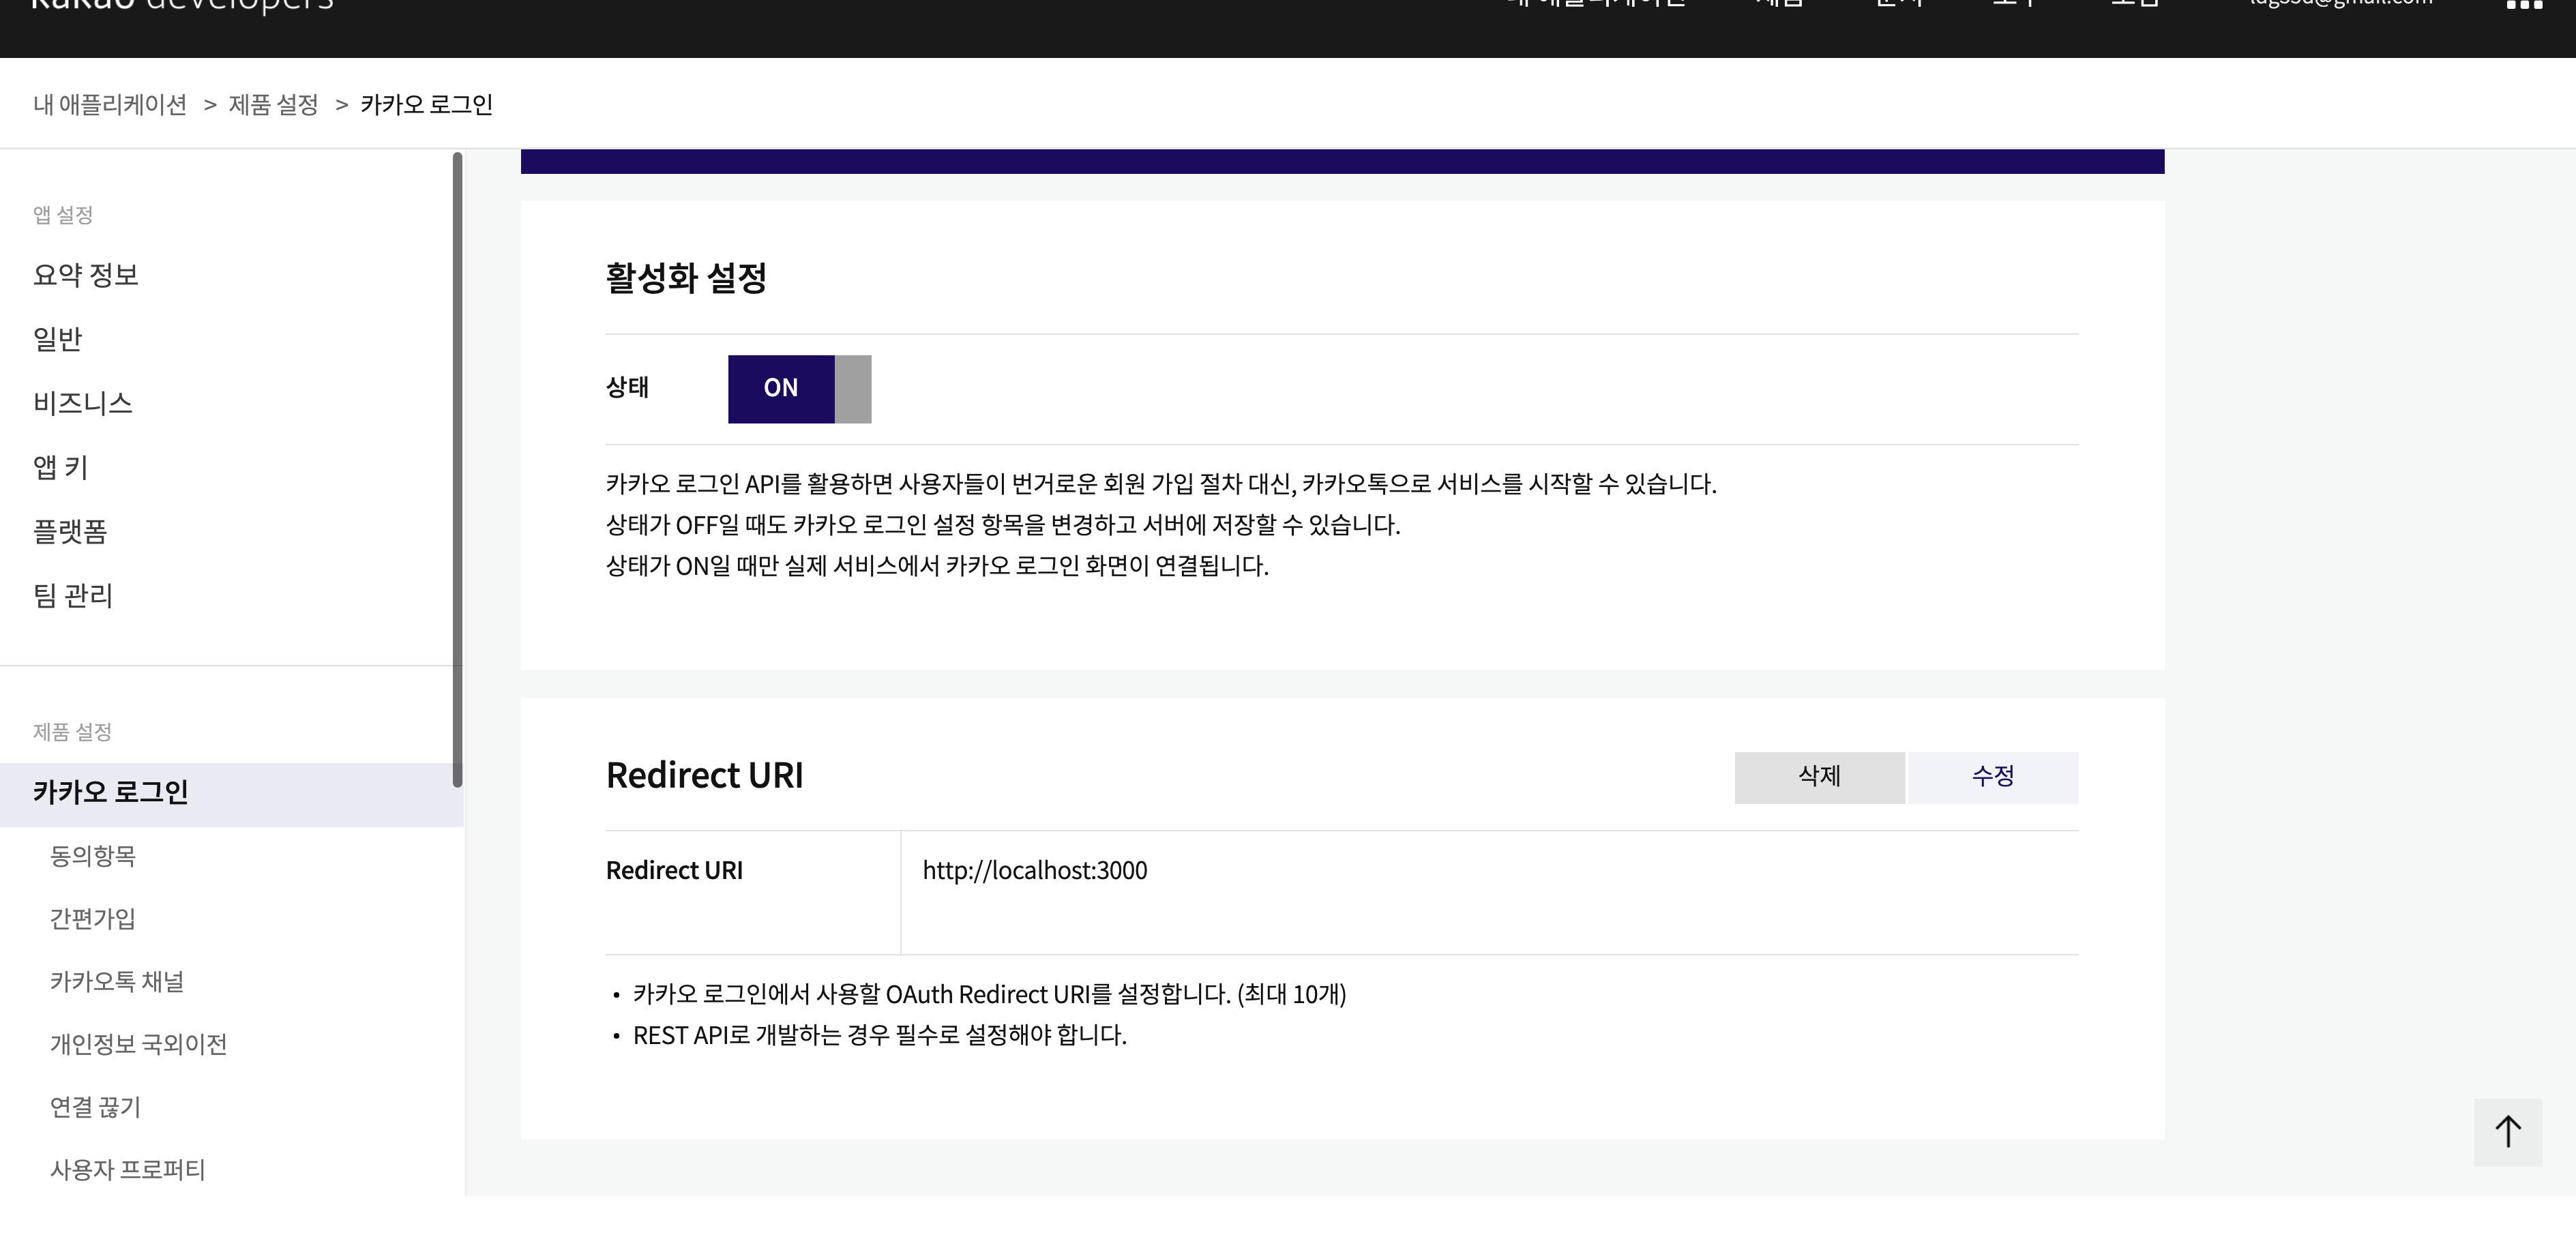 kakao developers
내 애플리케이션 > 제품 설정 > 카카오 로그인
앱 설정
요약 정보
일반
비즈니스
앱 키
플랫폼
팀 관리
제품 설정
카카오 로그인
동의항목
간편가입
카카오톡 채널
개인정보 국외이전
연결 끊기
사용자 프로퍼티
활성화 설정
상태 ON
카카오 로그인 API를 활용하면 사용자들이 번거로운 회원 가입 절차 대신, 카카오톡으로 서비스를 시작할 수 있습니다.
상태가 OFF일 때도 카카오 로그인 설정 항목을 변경하고 서버에 저장할 수 있습니다.
상태가 ON일 때만 실제 서비스에서 카카오 로그인 화면이 연결됩니다.
Redirect URI 삭제 수정
Redirect URI http://localhost:3000
• 카카오 로그인에서 사용할 OAuth Redirect URI를 설정합니다. (최대 10개)
• REST API로 개발하는 경우 필수로 설정해야 합니다.